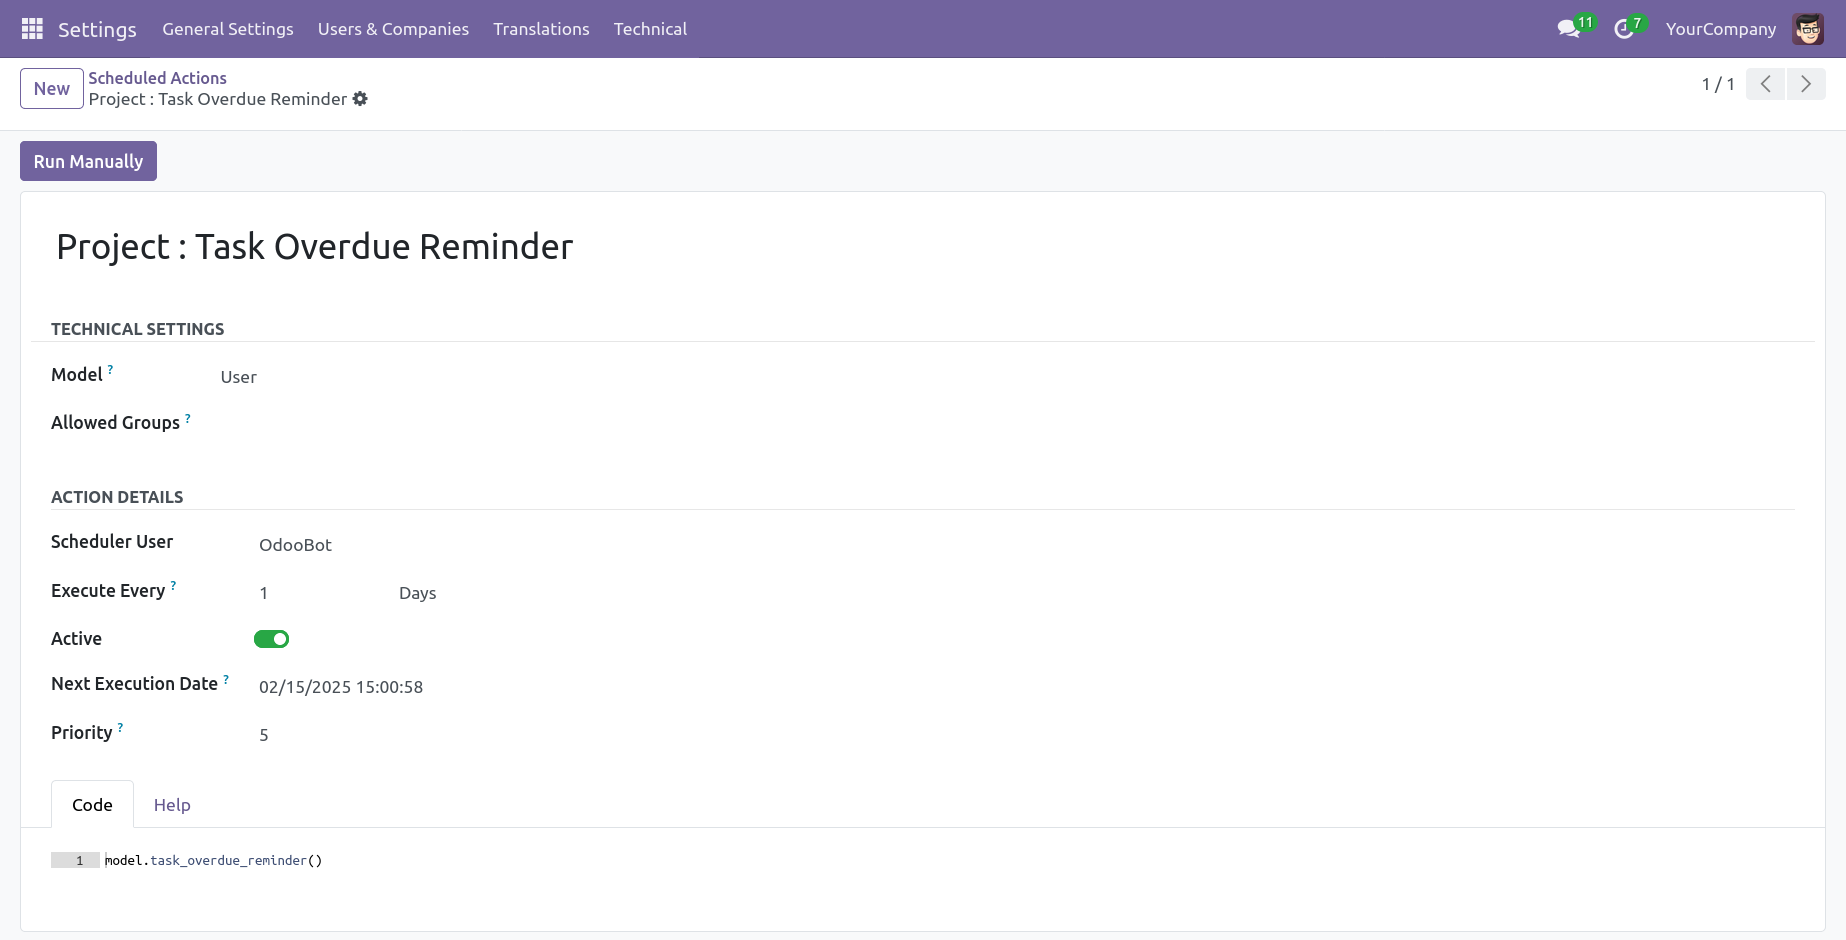 Settings General Settings Users & Companies Translations Technical 11 7 YourCompany
New Scheduled Actions 1 / 1
Project : Task Overdue Reminder
Run Manually
Project : Task Overdue Reminder
TECHNICAL SETTINGS
Model ? User
Allowed Groups ?
ACTION DETAILS
Scheduler User OdooBot
Execute Every ? 1 Days
Active
Next Execution Date ? 02/15/2025 15:00:58
Priority ? 5
Code Help
1 model.task_overdue_reminder()